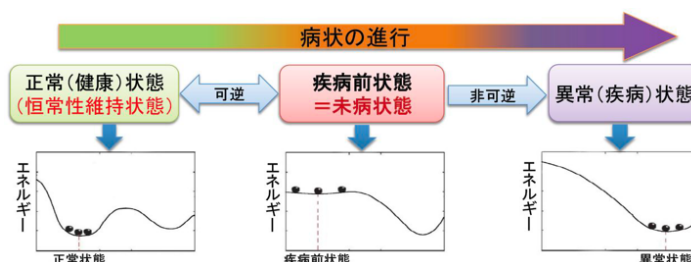 病状の進行
正常(健康)状態
(恒常性維持状態)
可逆
疾病前状態
=未病状態
非可逆
異常(疾病)状態
エネルギー
正常状態
エネルギー
疾病前状態
エネルギー
異常状態